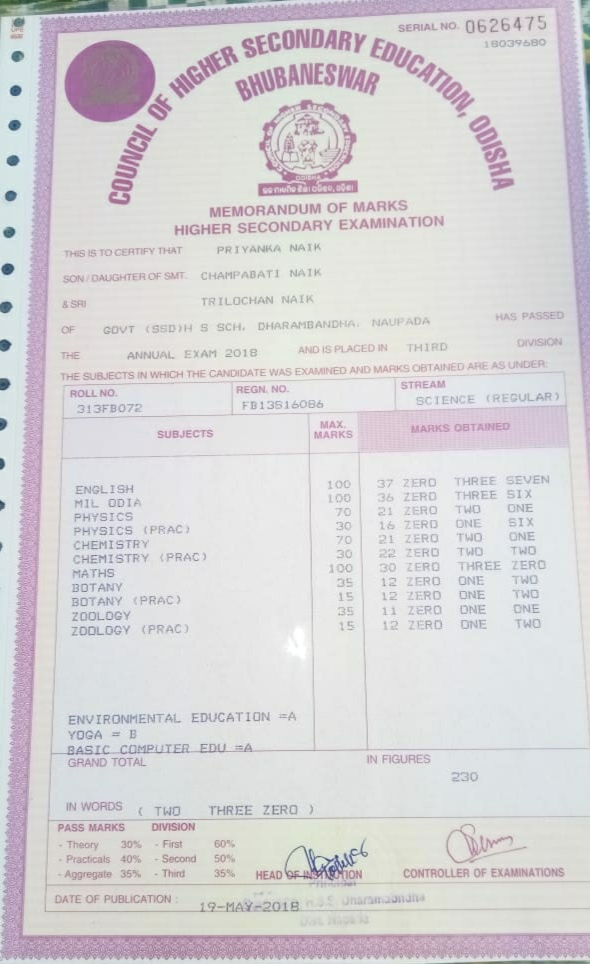 SERIAL NO. 0626475
18039680
COUNCIL OF HIGHER SECONDARY EDUCATION, ODISHA
BHUBANESWAR
ODISHA
MEMORANDUM OF MARKS
HIGHER SECONDARY EXAMINATION
THIS IS TO CERTIFY THAT PRIYANKA NAIK
SON/DAUGHTER OF SMT. CHAMPABATI NAIK
& SRI TRILOCHAN NAIK
OF GOVT (SSD)H S SCH, DHARAMBANDHA, NAUPADA HAS PASSED
THE ANNUAL EXAM 2018 AND IS PLACED IN THIRD DIVISION
THE SUBJECTS IN WHICH THE CANDIDATE WAS EXAMINED AND MARKS OBTAINED ARE AS UNDER:
ROLL NO. REGN. NO. STREAM
313FB072 FB13S16086 SCIENCE (REGULAR)
SUBJECTS MAX. MARKS MARKS OBTAINED
ENGLISH 100 37 ZERO THREE SEVEN
MIL ODIA 100 36 ZERO THREE SIX
PHYSICS 70 21 ZERO TWO ONE
PHYSICS (PRAC) 30 16 ZERO ONE SIX
CHEMISTRY 70 21 ZERO TWO ONE
CHEMISTRY (PRAC) 30 22 ZERO TWO TWO
MATHS 100 30 ZERO THREE ZERO
BOTANY 35 12 ZERO ONE TWO
BOTANY (PRAC) 15 12 ZERO ONE TWO
ZOOLOGY 35 11 ZERO ONE ONE
ZOOLOGY (PRAC) 15 12 ZERO ONE TWO
ENVIRONMENTAL EDUCATION =A
YOGA = B
BASIC COMPUTER EDU =A
GRAND TOTAL IN FIGURES
230
IN WORDS ( TWO THREE ZERO )
PASS MARKS DIVISION
- Theory 30% - First 60%
- Practicals 40% - Second 50%
- Aggregate 35% - Third 35%
HEAD OF INSTITUTION CONTROLLER OF EXAMINATIONS
Principal
DATE OF PUBLICATION : 19-MAY-2018
Dharamabndha